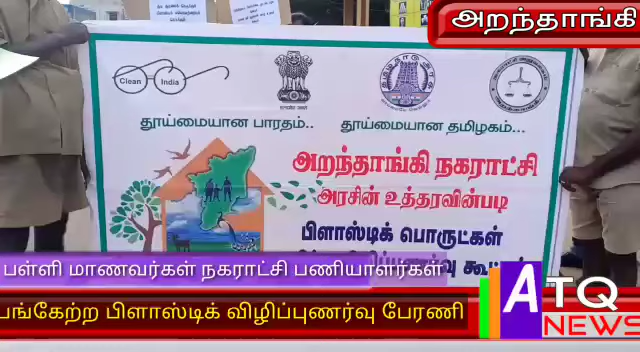 அறந்தாங்கி
Clean India
தூய்மையான பாரதம்..
தூய்மையான தமிழகம்...
அறந்தாங்கி நகராட்சி
அரசின் உத்தரவின்படி
பிளாஸ்டிக் பொருட்கள்
பள்ளி மாணவர்கள் நகராட்சி பணியாளர்கள்
பங்கேற்ற பிளாஸ்டிக் விழிப்புணர்வு பேரணி
ATQ
NEWS